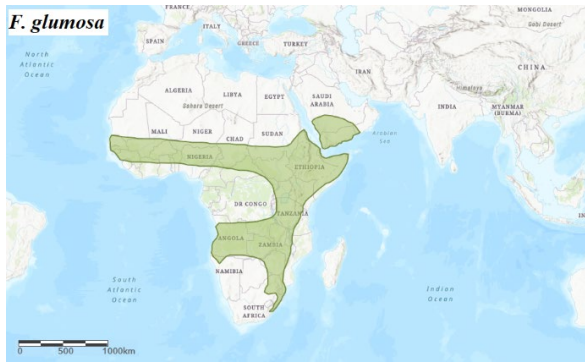 F. glumosa
FRANCE
MONGOLIA
Gobi Desert
North
Atlantic
Ocean
SPAIN
ITALY
GREECE
TURKEY
CHINA
IRAN
Himalaya
ALGERIA
LIBYA
EGYPT
SAUDI
ARABIA
Sahara Desert
INDIA
MYANMAR
(BURMA)
MALI
NIGER
CHAD
SUDAN
Arabian
Sea
NIGERIA
ETHIOPIA
DR CONGO
TANZANIA
ANGOLA
ZAMBIA
NAMIBIA
South
Atlantic
Ocean
Indian
Ocean
SOUTH
AFRICA
0 500 1000km